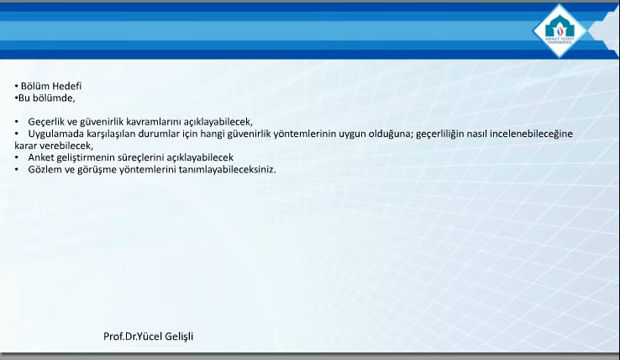 • Bölüm Hedefi
•Bu bölümde,
• Geçerlik ve güvenirlik kavramlarını açıklayabilecek,
• Uygulamada karşılaşılan durumlar için hangi güvenirlik yöntemlerinin uygun olduğuna; geçerliliğin nasıl incelenebileceğine
karar verebilecek,
• Anket geliştirmenin süreçlerini açıklayabilecek
• Gözlem ve görüşme yöntemlerini tanımlayabileceksiniz.
Prof.Dr.Yücel Gelişli